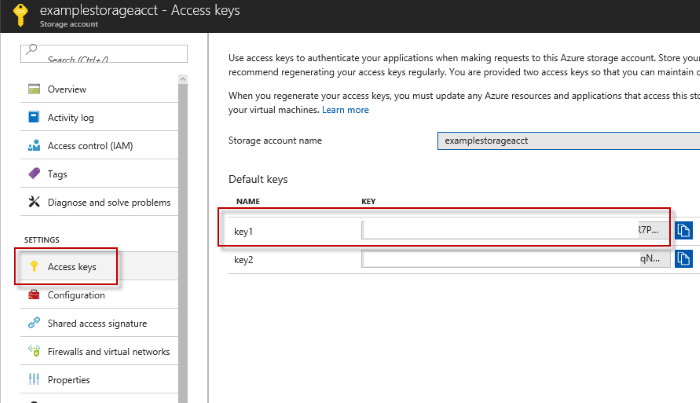 examplestorageacct - Access keys
Storage account
Search (Ctrl+/)
Overview
Activity log
Access control (IAM)
Tags
Diagnose and solve problems
SETTINGS
Access keys
Configuration
Shared access signature
Firewalls and virtual networks
Properties
Use access keys to authenticate your applications when making requests to this Azure storage account. Store your
recommend regenerating your access keys regularly. You are provided two access keys so that you can maintain
When you regenerate your access keys, you must update any Azure resources and applications that access this
your virtual machines. Learn more
Storage account name
examplestorageacct
Default keys
NAME KEY
key1 7P...
key2 qN...